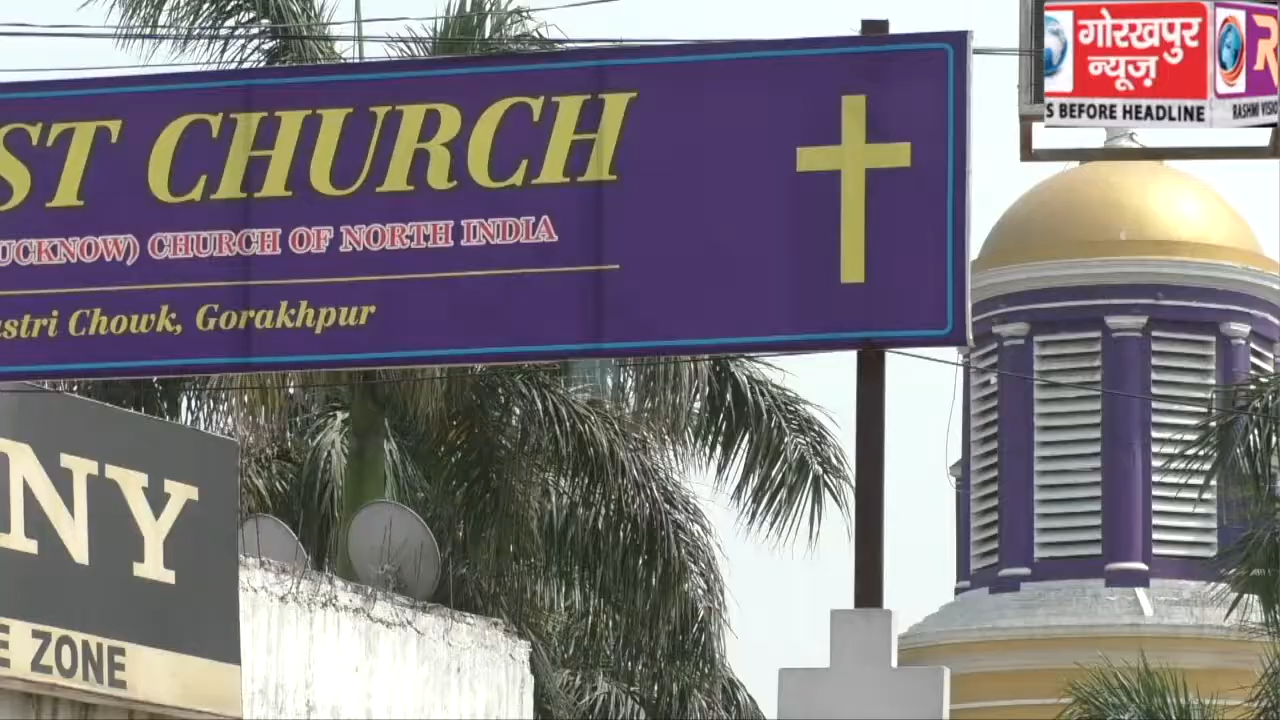 ST CHURCH
UCKNOW) CHURCH OF NORTH INDIA
stri Chowk, Gorakhpur
NY
E ZONE
गोरखपुर
न्यूज़
S BEFORE HEADLINE
R
RASHMI VISIO